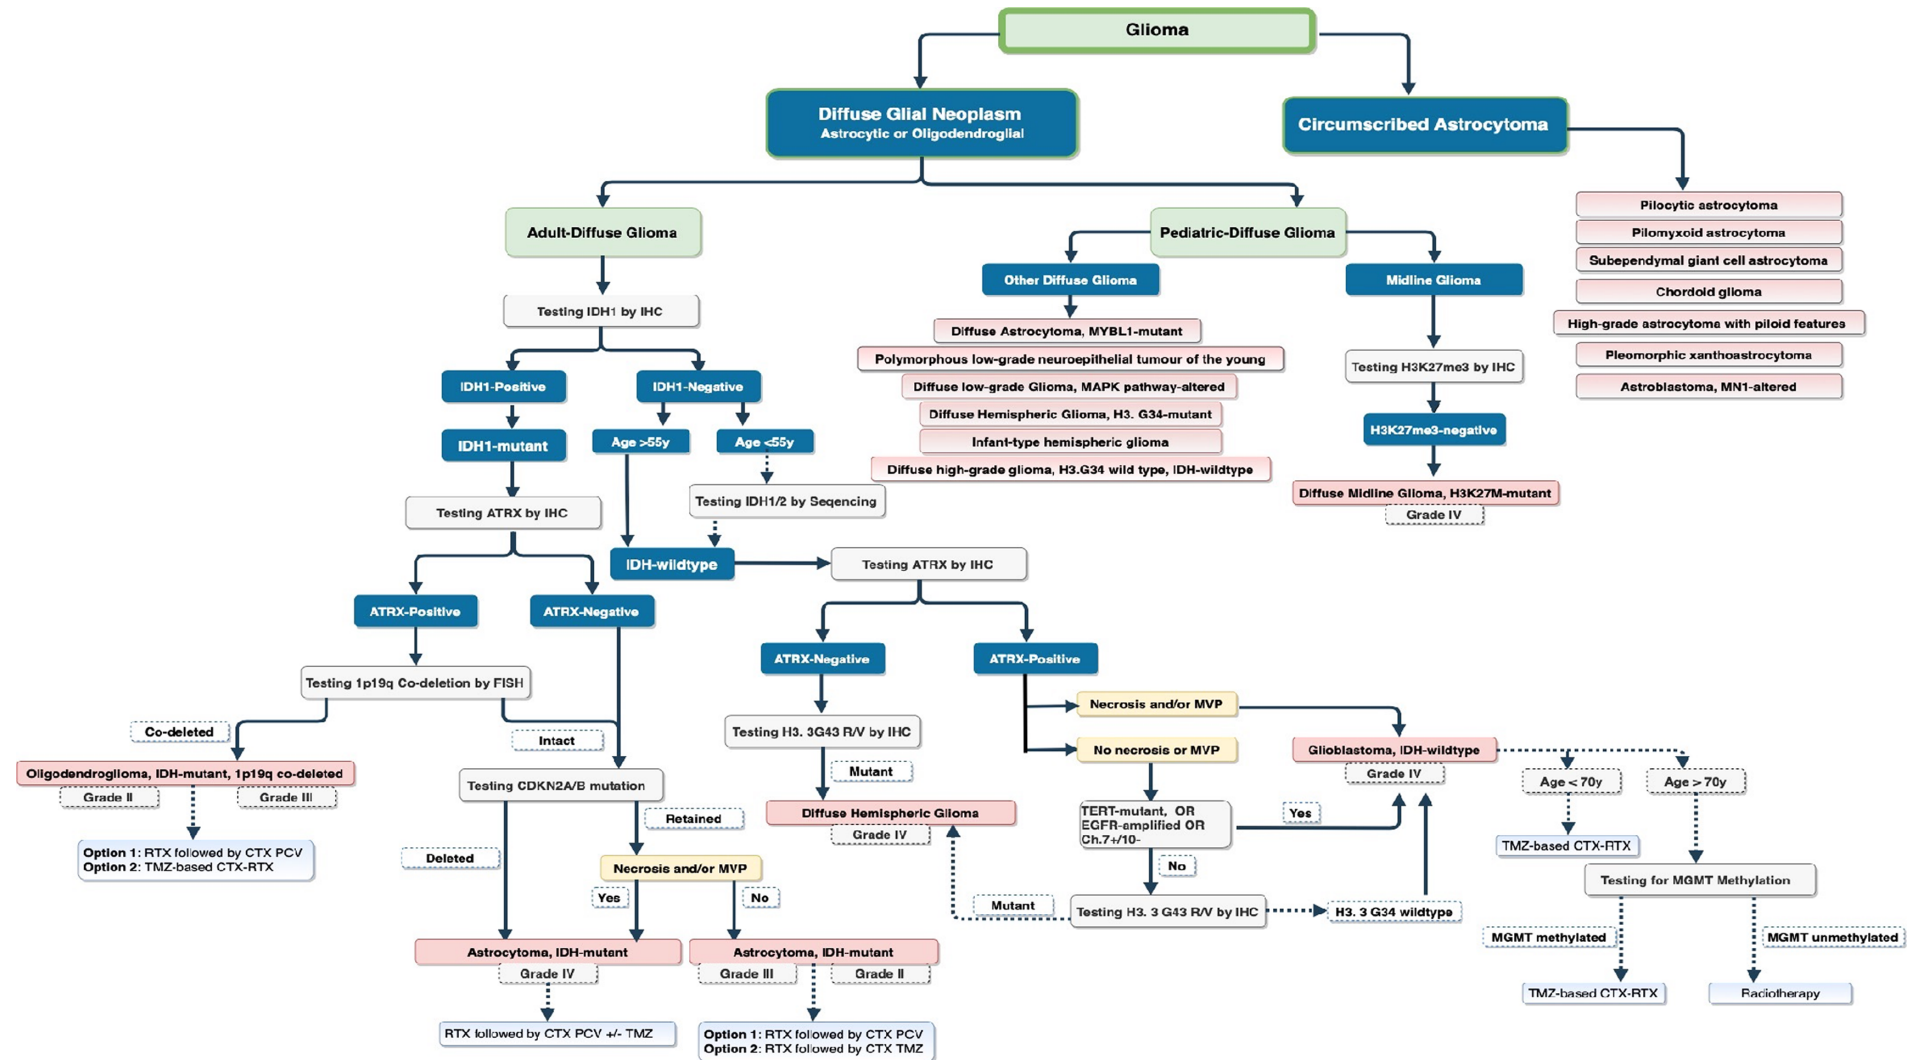 Glioma
Diffuse Glial Neoplasm
Astrocytic or Oligodendroglial
Circumscribed Astrocytoma
Pilocytic astrocytoma
Pilomyxoid astrocytoma
Subependymal giant cell astrocytoma
Chordoid glioma
High-grade astrocytoma with piloid features
Pleomorphic xanthoastrocytoma
Astroblastoma, MN1-altered
Adult-Diffuse Glioma
Pediatric-Diffuse Glioma
Other Diffuse Glioma
Diffuse Astrocytoma, MYBL1-mutant
Polymorphous low-grade neuroepithelial tumour of the young
Diffuse low-grade Glioma, MAPK pathway-altered
Diffuse Hemispheric Glioma, H3. G34-mutant
Infant-type hemispheric glioma
Diffuse high-grade glioma, H3.G34 wild type, IDH-wildtype
Midline Glioma
Testing H3K27me3 by IHC
H3K27me3-negative
Diffuse Midline Glioma, H3K27M-mutant
Grade IV
Testing IDH1 by IHC
IDH1-Positive
IDH1-Negative
IDH1-mutant
Age >55y
Age <55y
Testing IDH1/2 by Seqencing
Testing ATRX by IHC
IDH-wildtype
Testing ATRX by IHC
ATRX-Positive
ATRX-Negative
ATRX-Negative
ATRX-Positive
Testing 1p19q Co-deletion by FISH
Co-deleted
Intact
Oligodendroglioma, IDH-mutant, 1p19q co-deleted
Grade II
Grade III
Option 1: RTX followed by CTX PCV
Option 2: TMZ-based CTX-RTX
Testing CDKN2A/B mutation
Retained
Deleted
Necrosis and/or MVP
Yes
No
Astrocytoma, IDH-mutant
Grade IV
RTX followed by CTX PCV +/- TMZ
Astrocytoma, IDH-mutant
Grade III
Grade II
Option 1: RTX followed by CTX PCV
Option 2: RTX followed by CTX TMZ
Testing H3. 3G43 R/V by IHC
Mutant
Diffuse Hemispheric Glioma
Grade IV
Necrosis and/or MVP
No necrosis or MVP
TERT-mutant, OR
EGFR-amplified OR
Ch.7+/10-
Yes
No
Testing H3. 3 G43 R/V by IHC
Mutant
H3. 3 G34 wildtype
Glioblastoma, IDH-wildtype
Grade IV
Age < 70y
Age > 70y
TMZ-based CTX-RTX
Testing for MGMT Methylation
MGMT methylated
MGMT unmethylated
TMZ-based CTX-RTX
Radiotherapy